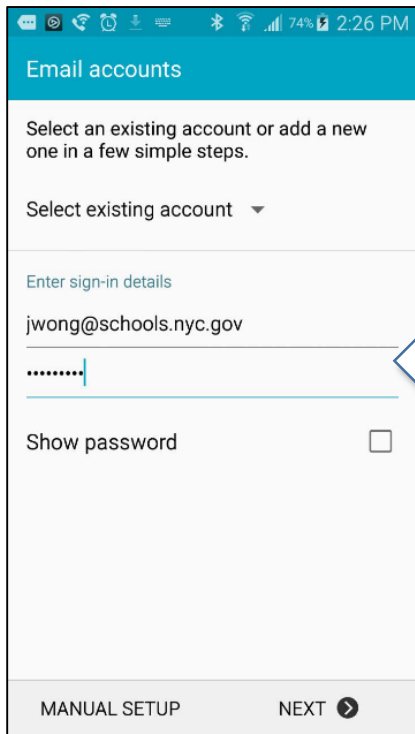 74% 2:26 PM
Email accounts
Select an existing account or add a new
one in a few simple steps.
Select existing account
Enter sign-in details
jwong@schools.nyc.gov
•••••••••
Show password
MANUAL SETUP NEXT